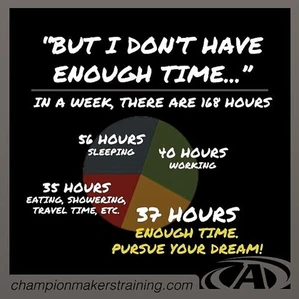 "BUT I DON'T HAVE
ENOUGH TIME..."
IN A WEEK, THERE ARE 168 HOURS
56 HOURS
SLEEPING
40 HOURS
WORKING
35 HOURS
EATING, SHOWERING,
TRAVEL TIME, ETC.
37 HOURS
ENOUGH TIME.
PURSUE YOUR DREAM!
championmakerstraining.com